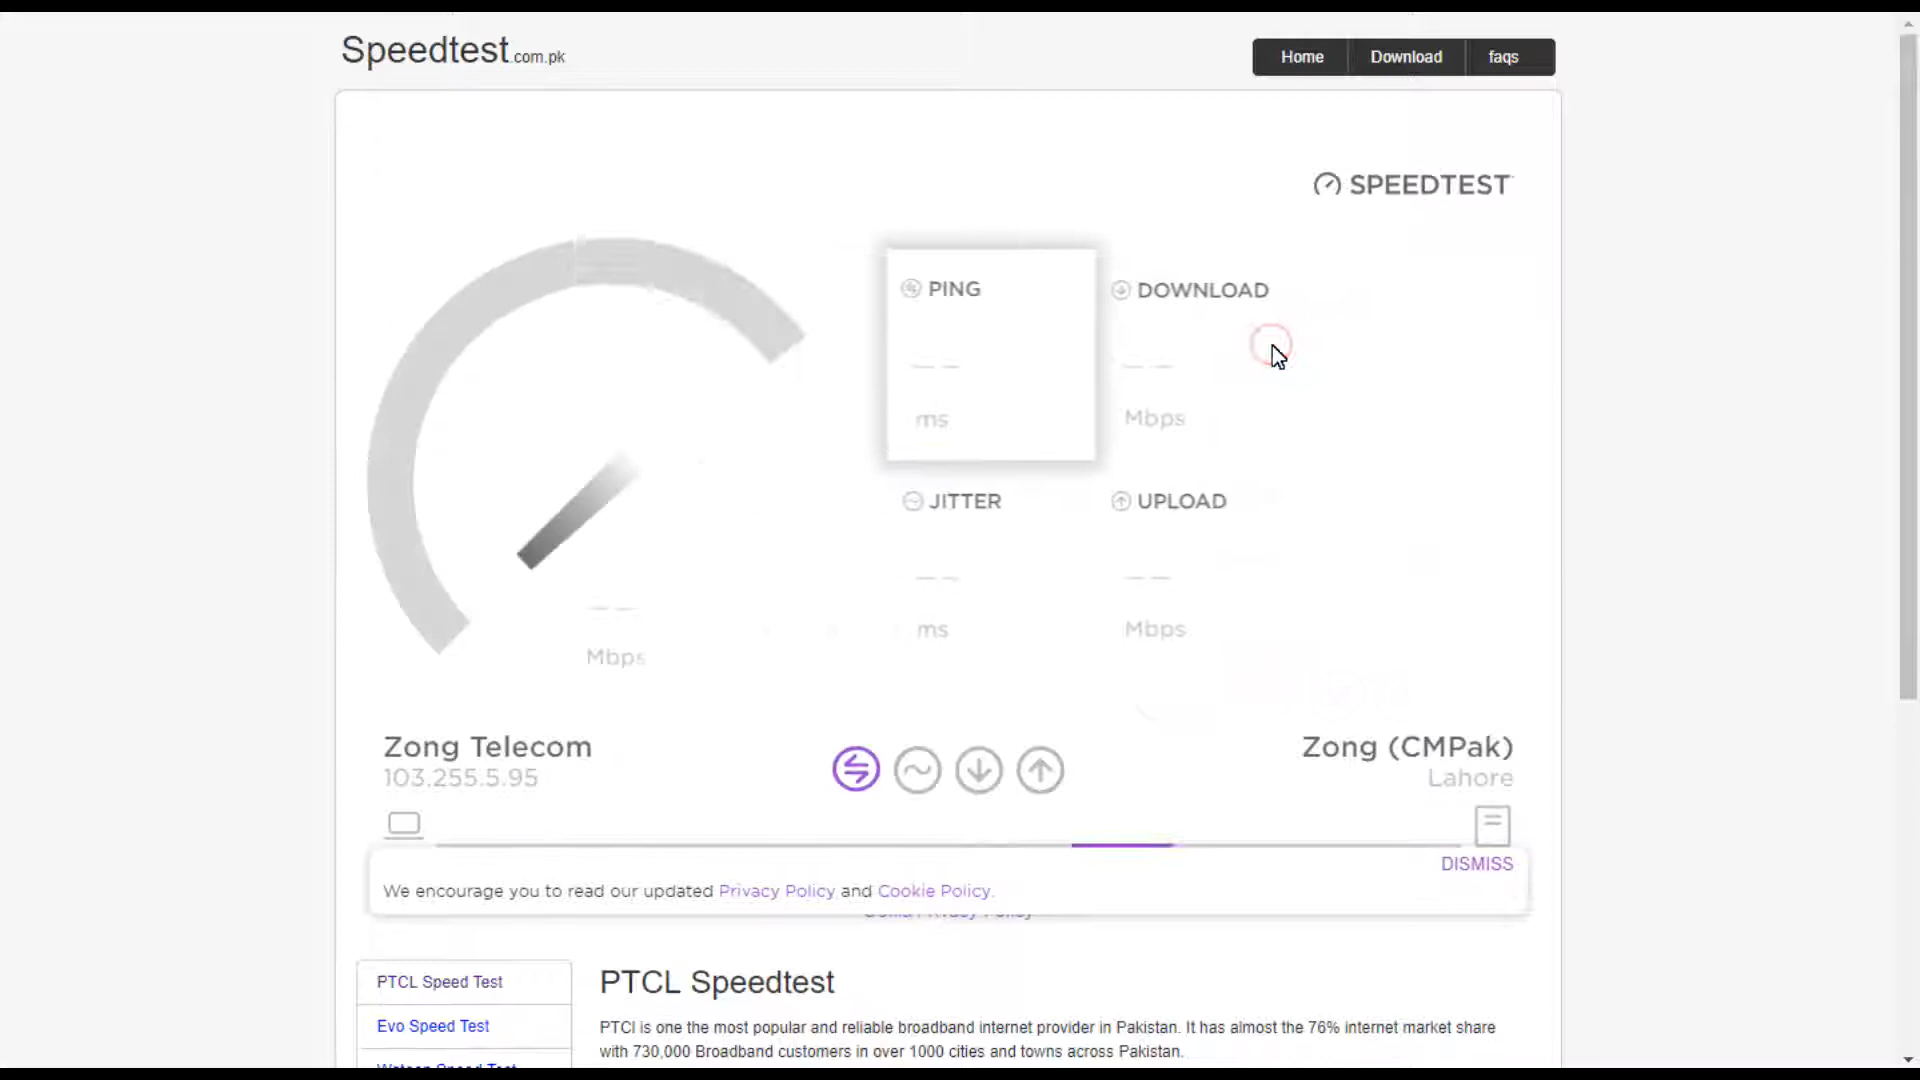 Speedtest.com.pk
Home Download faqs
SPEEDTEST
PING DOWNLOAD
-- --
ms Mbps
JITTER UPLOAD
-- -- --
ms Mbps
Mbps
Zong Telecom Zong (CMPak)
103.255.5.95 Lahore
DISMISS
We encourage you to read our updated Privacy Policy and Cookie Policy.
PTCL Speed Test
Evo Speed Test
PTCL Speedtest
PTCl is one the most popular and reliable broadband internet provider in Pakistan. It has almost the 76% internet market share
with 730,000 Broadband customers in over 1000 cities and towns across Pakistan.